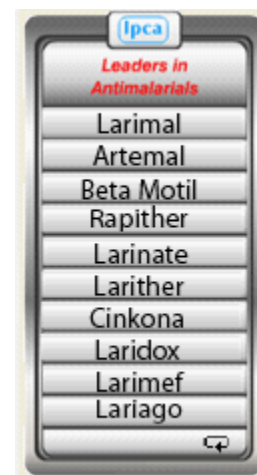 Ipca
Leaders in
Antimalarials
Larimal
Artemal
Beta Motil
Rapither
Larinate
Larither
Cinkona
Laridox
Larimef
Lariago